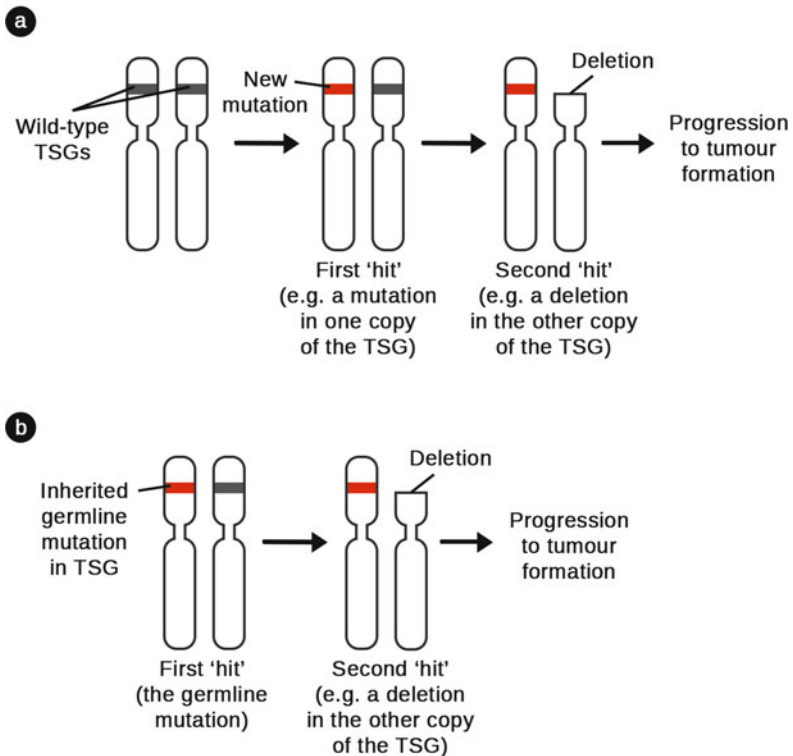 a
Wild-type
TSGs
New
mutation
Deletion
Progression
to tumour
formation
First ‘hit’
(e.g. a mutation
in one copy
of the TSG)
Second ‘hit’
(e.g. a deletion
in the other copy
of the TSG)
b
Inherited
germline
mutation
in TSG
Deletion
Progression
to tumour
formation
First ‘hit’
(the germline
mutation)
Second ‘hit’
(e.g. a deletion
in the other copy
of the TSG)